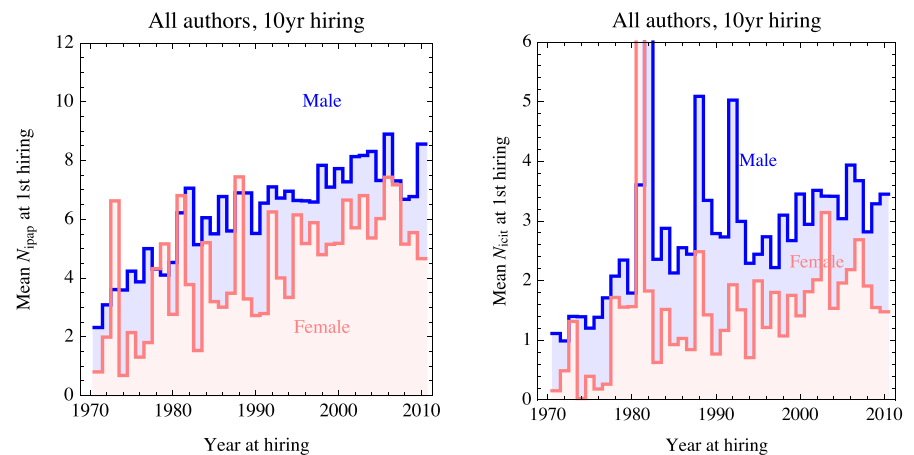 All authors, 10yr hiring
12
10
8
6
4
2
0
Mean Nipap at 1st hiring
Male
Female
1970
1980
1990
2000
2010
Year at hiring
All authors, 10yr hiring
6
5
4
3
2
1
0
Mean Nicit at 1st hiring
Male
Female
1970
1980
1990
2000
2010
Year at hiring